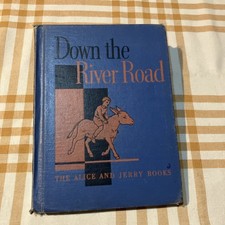 Down the
River Road
THE ALICE AND JERRY BOOKS